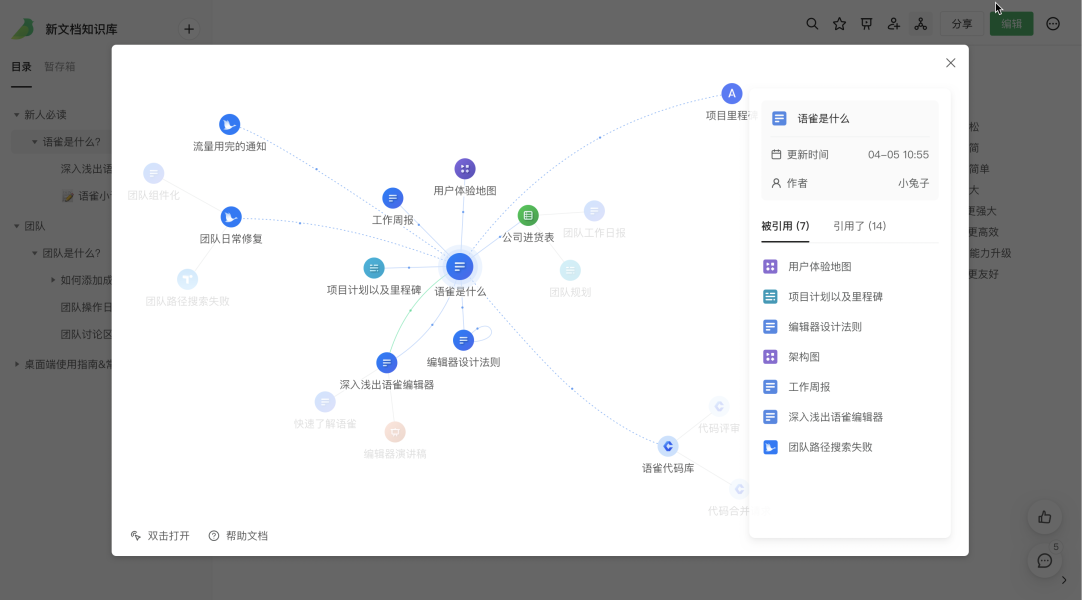 新文档知识库
分享
编辑
目录
暂存箱
新人必读
语雀是什么?
深入浅出语
语雀小
团队
团队是什么?
如何添加成
团队操作日
团队讨论区
桌面端使用指南&常
流量用完的通知
团队组件化
团队日常修复
团队路径搜索失败
用户体验地图
工作周报
公司进货表
团队工作日报
团队规划
项目计划以及里程碑
语雀是什么
编辑器设计法则
深入浅出语雀编辑器
快速了解语雀
编辑器演讲稿
项目里程
语雀代码库
代码评审
代码合并
双击打开
帮助文档
语雀是什么
更新时间
04–05 10:55
作者
小兔子
被引用 (7)
引用了 (14)
用户体验地图
项目计划以及里程碑
编辑器设计法则
架构图
工作周报
深入浅出语雀编辑器
团队路径搜索失败
松
简
简单
大
更强大
更高效
能力升级
更友好
5